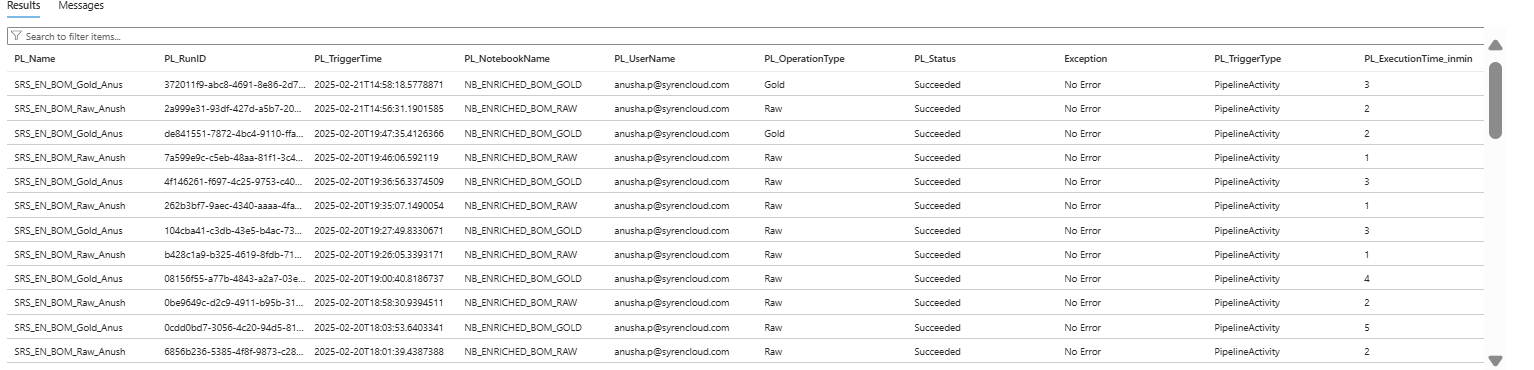 Results Messages
Search to filter items...
PL_Name PL_RunID PL_TriggerTime PL_NotebookName PL_UserName PL_OperationType PL_Status Exception PL_TriggerType PL_ExecutionTime_inmin
SRS_EN_BOM_Gold_Anus 372011f9-abc8-4691-8e86-2d7... 2025-02-21T14:58:18.5778871 NB_ENRICHED_BOM_GOLD anusha.p@syrencloud.com Gold Succeeded No Error PipelineActivity 3
SRS_EN_BOM_Raw_Anush 2a999e31-93df-427d-a5b7-20... 2025-02-21T14:56:31.1901585 NB_ENRICHED_BOM_RAW anusha.p@syrencloud.com Raw Succeeded No Error PipelineActivity 2
SRS_EN_BOM_Gold_Anus de841551-7872-4bc4-9110-ffa... 2025-02-20T19:47:35.4126366 NB_ENRICHED_BOM_GOLD anusha.p@syrencloud.com Gold Succeeded No Error PipelineActivity 2
SRS_EN_BOM_Raw_Anush 7a599e9c-c5eb-48aa-81f1-3c4... 2025-02-20T19:46:06.592119 NB_ENRICHED_BOM_RAW anusha.p@syrencloud.com Raw Succeeded No Error PipelineActivity 1
SRS_EN_BOM_Gold_Anus 4f146261-f697-4c25-9753-c40... 2025-02-20T19:36:56.3374509 NB_ENRICHED_BOM_GOLD anusha.p@syrencloud.com Raw Succeeded No Error PipelineActivity 3
SRS_EN_BOM_Raw_Anush 262b3bf7-9aec-4340-aaaa-4fa... 2025-02-20T19:35:07.1490054 NB_ENRICHED_BOM_RAW anusha.p@syrencloud.com Raw Succeeded No Error PipelineActivity 1
SRS_EN_BOM_Gold_Anus 104cba41-c3db-43e5-b4ac-73... 2025-02-20T19:27:49.8330671 NB_ENRICHED_BOM_GOLD anusha.p@syrencloud.com Raw Succeeded No Error PipelineActivity 3
SRS_EN_BOM_Raw_Anush b428c1a9-b325-4619-8fdb-71... 2025-02-20T19:26:05.3393171 NB_ENRICHED_BOM_RAW anusha.p@syrencloud.com Raw Succeeded No Error PipelineActivity 1
SRS_EN_BOM_Gold_Anus 08156f55-a77b-4843-a2a7-03e... 2025-02-20T19:00:40.8186737 NB_ENRICHED_BOM_GOLD anusha.p@syrencloud.com Raw Succeeded No Error PipelineActivity 4
SRS_EN_BOM_Raw_Anush 0be9649c-d2c9-4911-b95b-31... 2025-02-20T18:58:30.9394511 NB_ENRICHED_BOM_RAW anusha.p@syrencloud.com Raw Succeeded No Error PipelineActivity 2
SRS_EN_BOM_Gold_Anus 0cdd0bd7-3056-4c20-94d5-81... 2025-02-20T18:03:53.6403341 NB_ENRICHED_BOM_GOLD anusha.p@syrencloud.com Raw Succeeded No Error PipelineActivity 5
SRS_EN_BOM_Raw_Anush 6856b236-5385-4f8f-9873-c28... 2025-02-20T18:01:39.4387388 NB_ENRICHED_BOM_RAW anusha.p@syrencloud.com Raw Succeeded No Error PipelineActivity 2